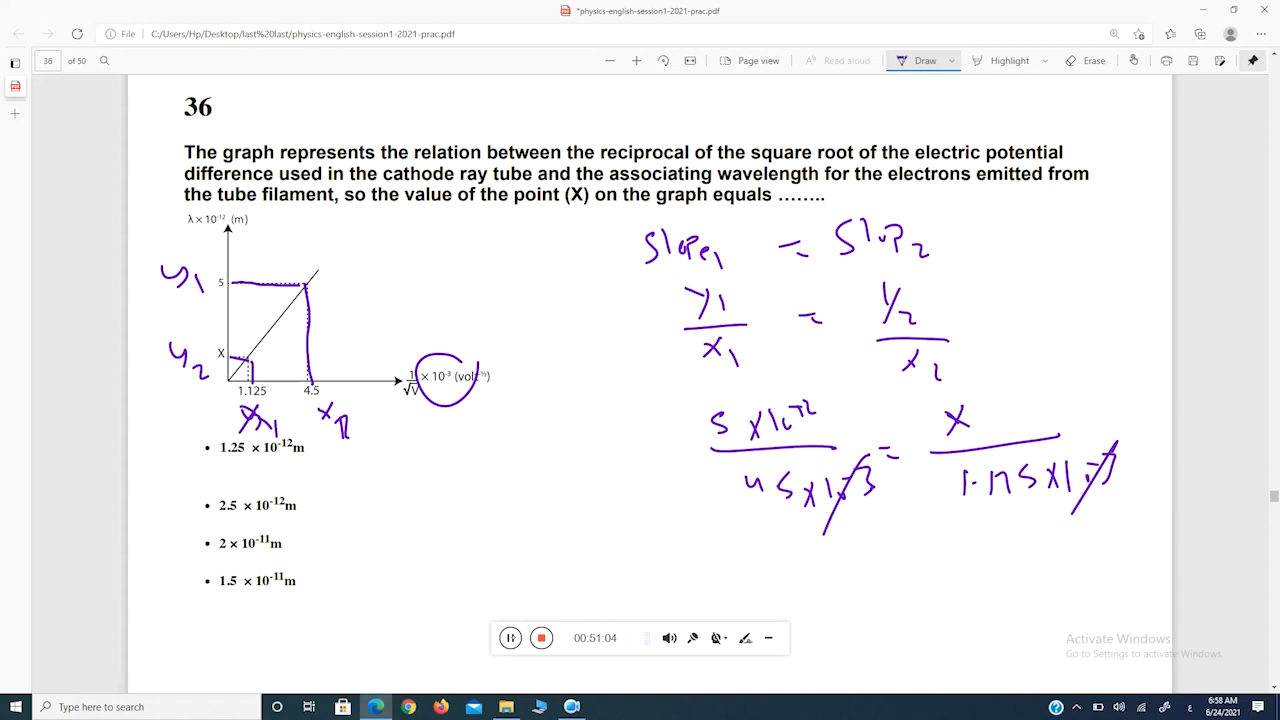 *physics-english-session1-2021-prac.pdf
File | C:/Users/Hp/Desktop/last%20last/physics-english-session1-2021-prac.pdf
36 of 50
Page view
Read aloud
Draw
Highlight
Erase
36
The graph represents the relation between the reciprocal of the square root of the electric potential
difference used in the cathode ray tube and the associating wavelength for the electrons emitted from
the tube filament, so the value of the point (X) on the graph equals ........
λ × 10⁻¹² (m)
Slope₁ = Slop₂
y₁
5
y₁/x₁ = y₂/x₂
y₂
X
1/√V × 10⁻³ (volt⁻½)
1.125
4.5
x₁
5 × 10⁻¹² / 4.5 × 10⁻³ = X / 1.125 × 10⁻³
• 1.25 × 10⁻¹²m
• 2.5 × 10⁻¹²m
• 2 × 10⁻¹¹m
• 1.5 × 10⁻¹¹m
00:51:04
Activate Windows
Go to Settings to activate Windows.
Type here to search
6:58 AM
6/24/2021